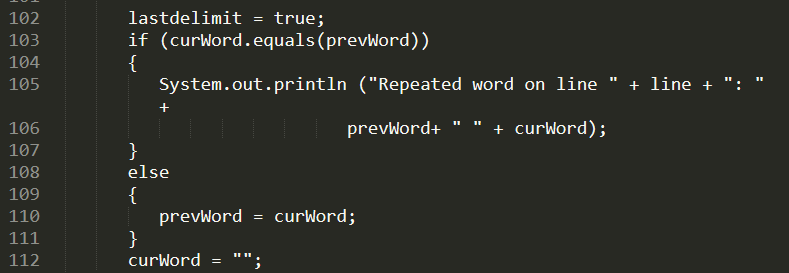 102 lastdelimit = true;
103 if (curWord.equals(prevWord))
104 {
105 System.out.println ("Repeated word on line " + line + ": "
+
106 prevWord+ " " + curWord);
107 }
108 else
109 {
110 prevWord = curWord;
111 }
112 curWord = "";